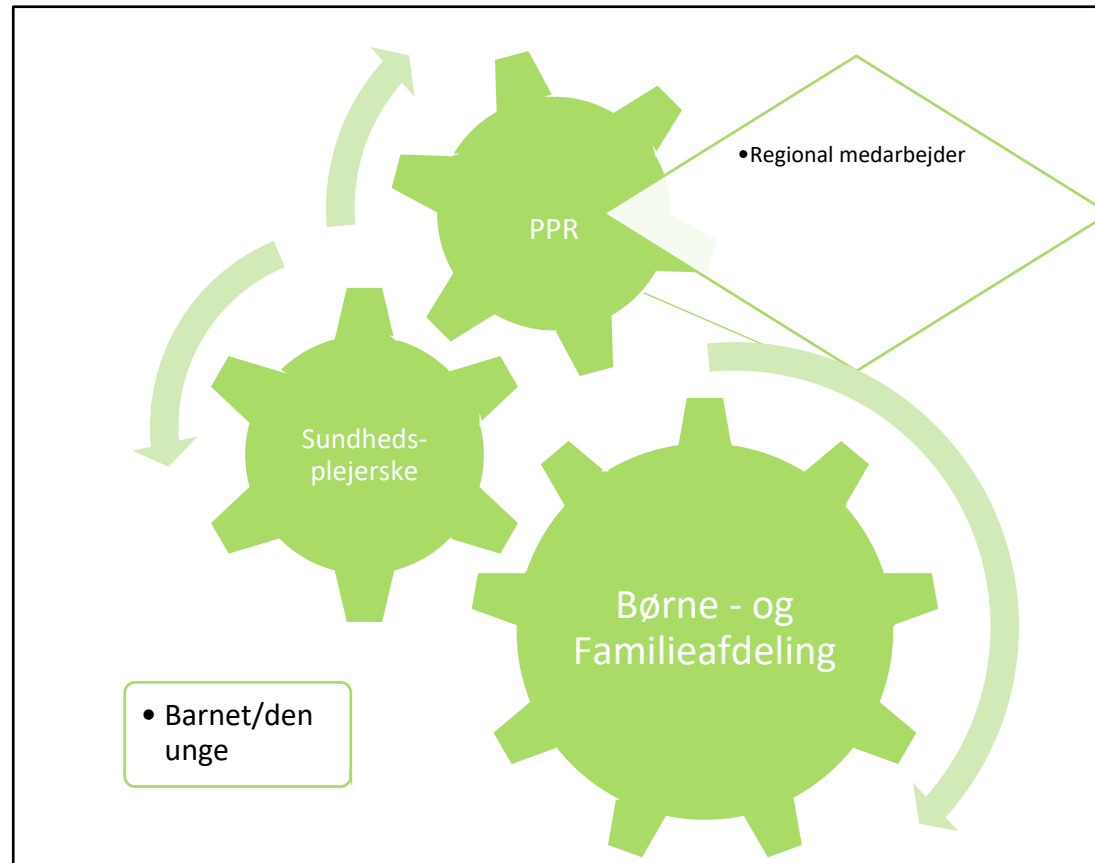 •Regional medarbejder
PPR
Sundheds-
plejerske
Børne - og
Familieafdeling
• Barnet/den
unge